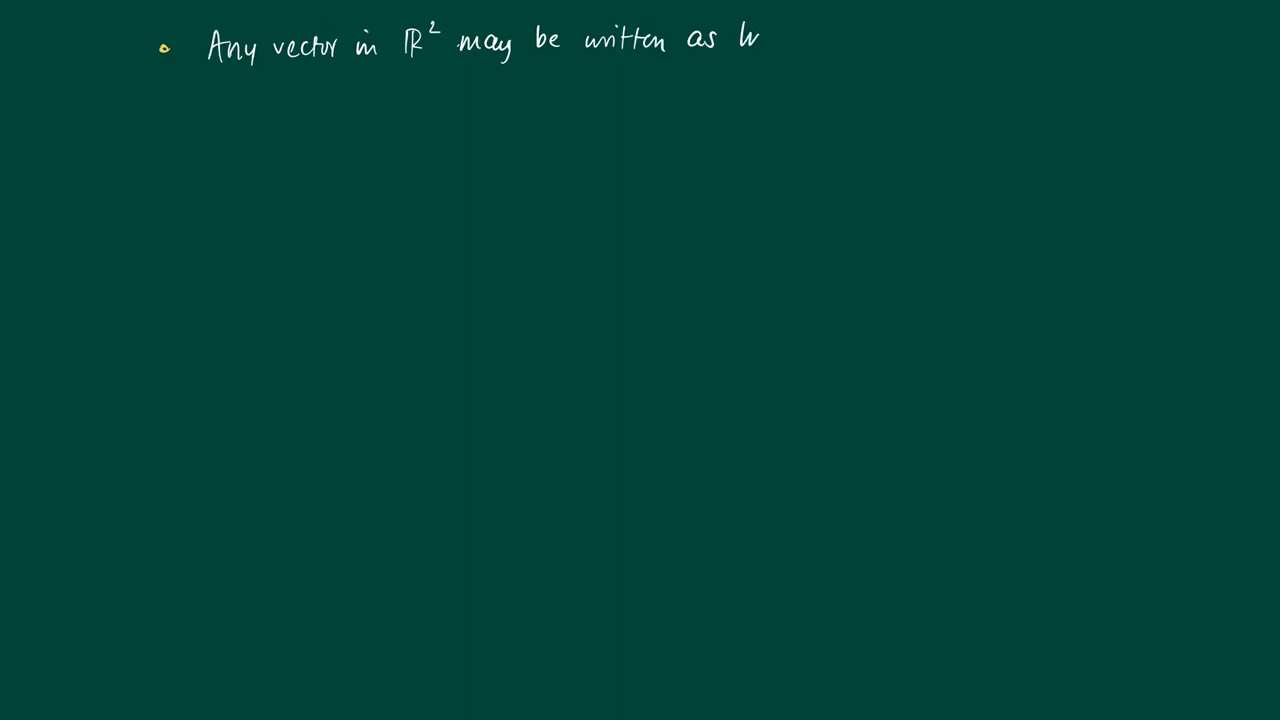 • Any vector in ℝ² may be written as w